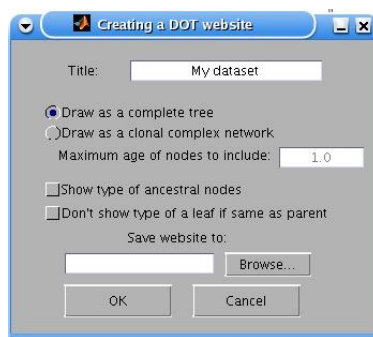 Creating a DOT website
Title: My dataset
Draw as a complete tree
Draw as a clonal complex network
Maximum age of nodes to include: 1.0
Show type of ancestral nodes
Don't show type of a leaf if same as parent
Save website to:
Browse...
OK Cancel